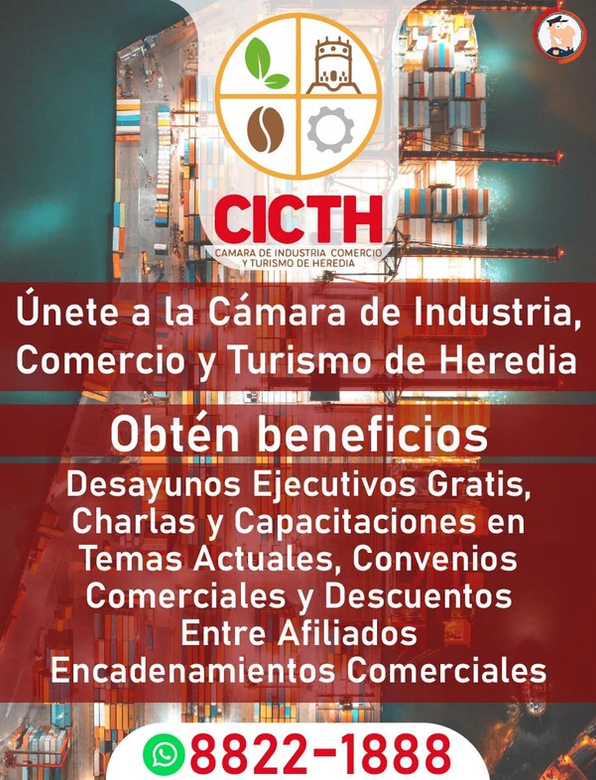 CICTH
CAMARA DE INDUSTRIA COMERCIO
Y TURISMO DE HEREDIA
Únete a la Cámara de Industria,
Comercio y Turismo de Heredia
Obtén beneficios
Desayunos Ejecutivos Gratis,
Charlas y Capacitaciones en
Temas Actuales, Convenios
Comerciales y Descuentos
Entre Afiliados
Encadenamientos Comerciales
8822-1888